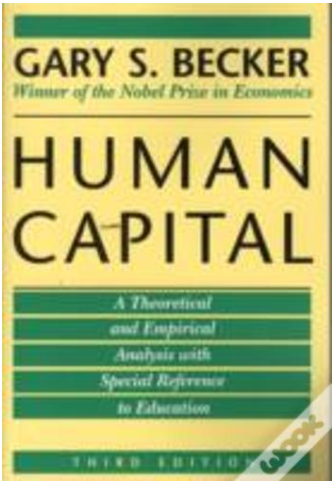 GARY S. BECKER
Winner of the Nobel Prize in Economics
HUMAN
CAPITAL
A Theoretical
and Empirical
Analysis with
Special Reference
to Education
THIRD EDITION
wook